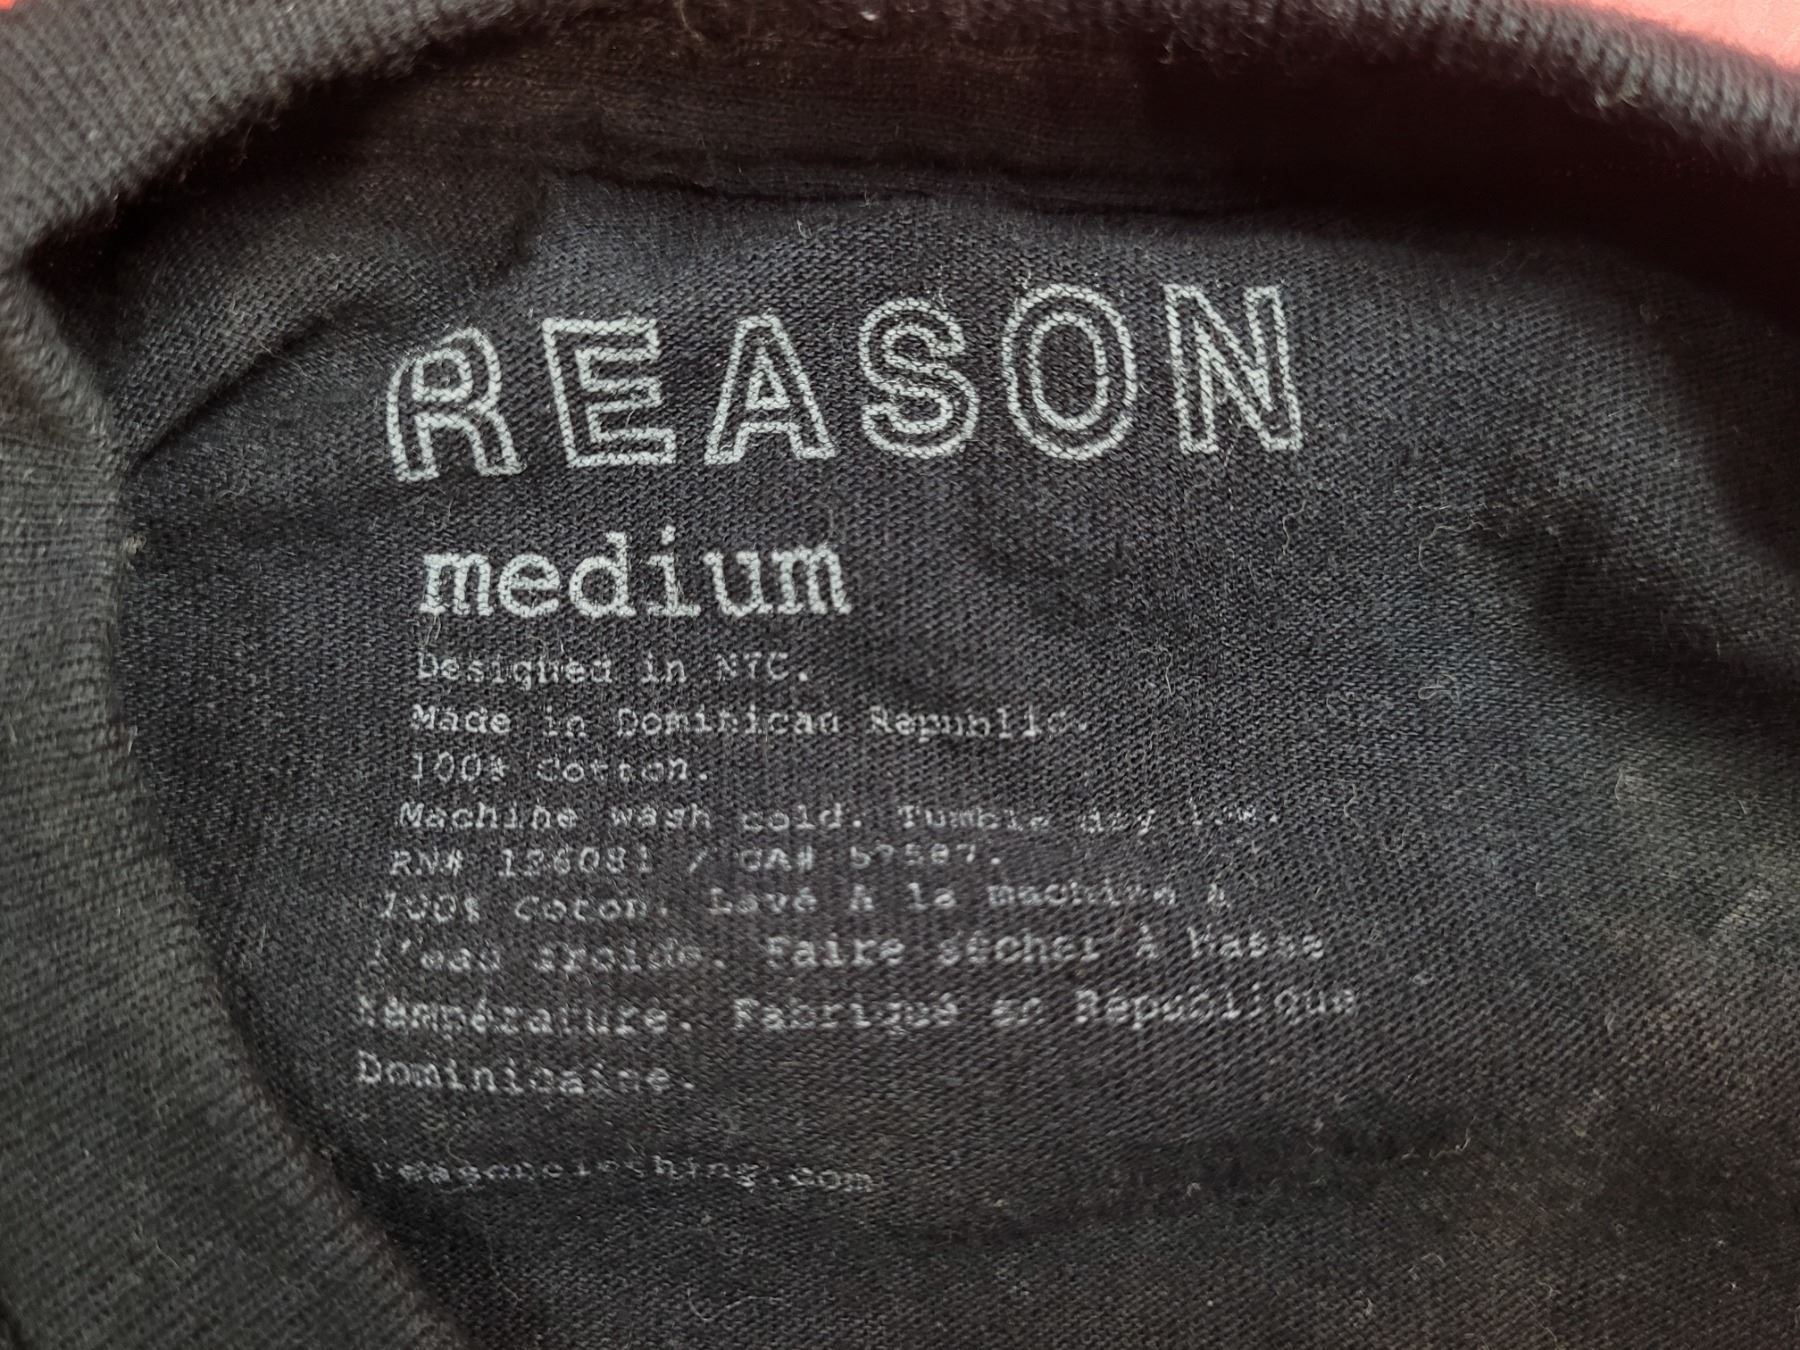 REASON
medium
Designed in NYC.
Made in Dominican Republic.
100% Cotton.
Machine wash cold. Tumble dry low.
RN# 136081 / CA# 57587.
100% Coton. Lavé À la machine À
l'eau froide. Faire sécher À Basse
Température. Fabriqué en République
Dominicaine.
reasonclothing.com